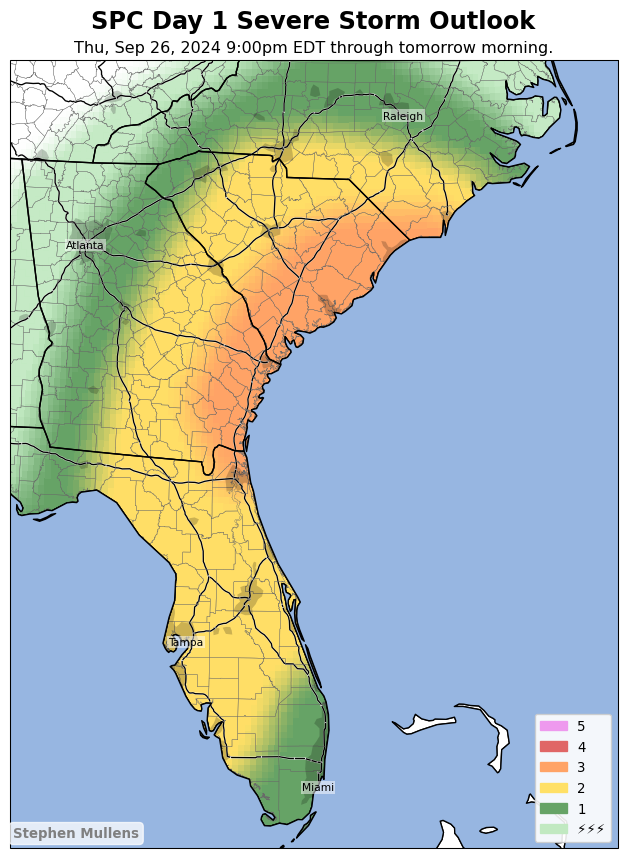 SPC Day 1 Severe Storm Outlook
Thu, Sep 26, 2024 9:00pm EDT through tomorrow morning.
Raleigh
Atlanta
Tampa
Miami
5
4
3
2
1
⚡⚡⚡
Stephen Mullens